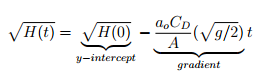 √H(t) = √H(0) − a₀C_D/A (√g/2) t
y−intercept gradient